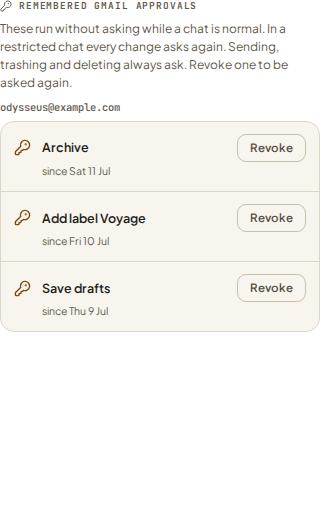 REMEMBERED GMAIL APPROVALS
These run without asking while a chat is normal. In a
restricted chat every change asks again. Sending,
trashing and deleting always ask. Revoke one to be
asked again.
odysseus@example.com
Archive
Revoke
since Sat 11 Jul
Add label Voyage
Revoke
since Fri 10 Jul
Save drafts
Revoke
since Thu 9 Jul